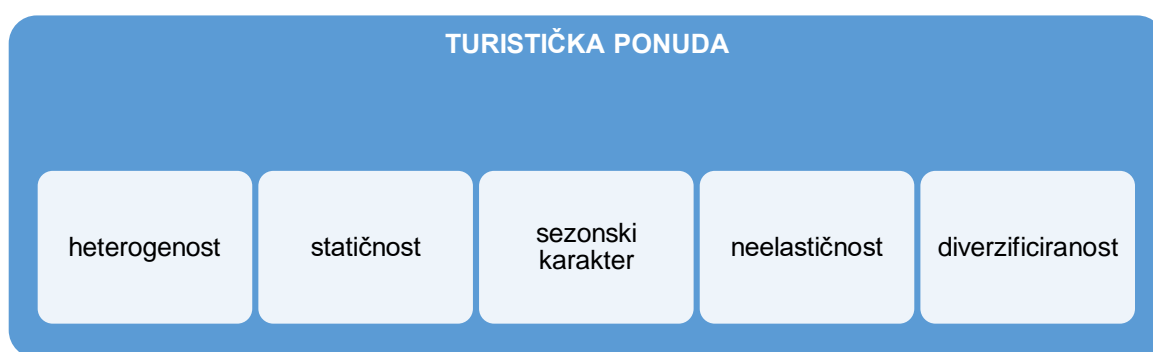 TURISTIČKA PONUDA
heterogenost
statičnost
sezonski
karakter
neelastičnost
diverzificiranost